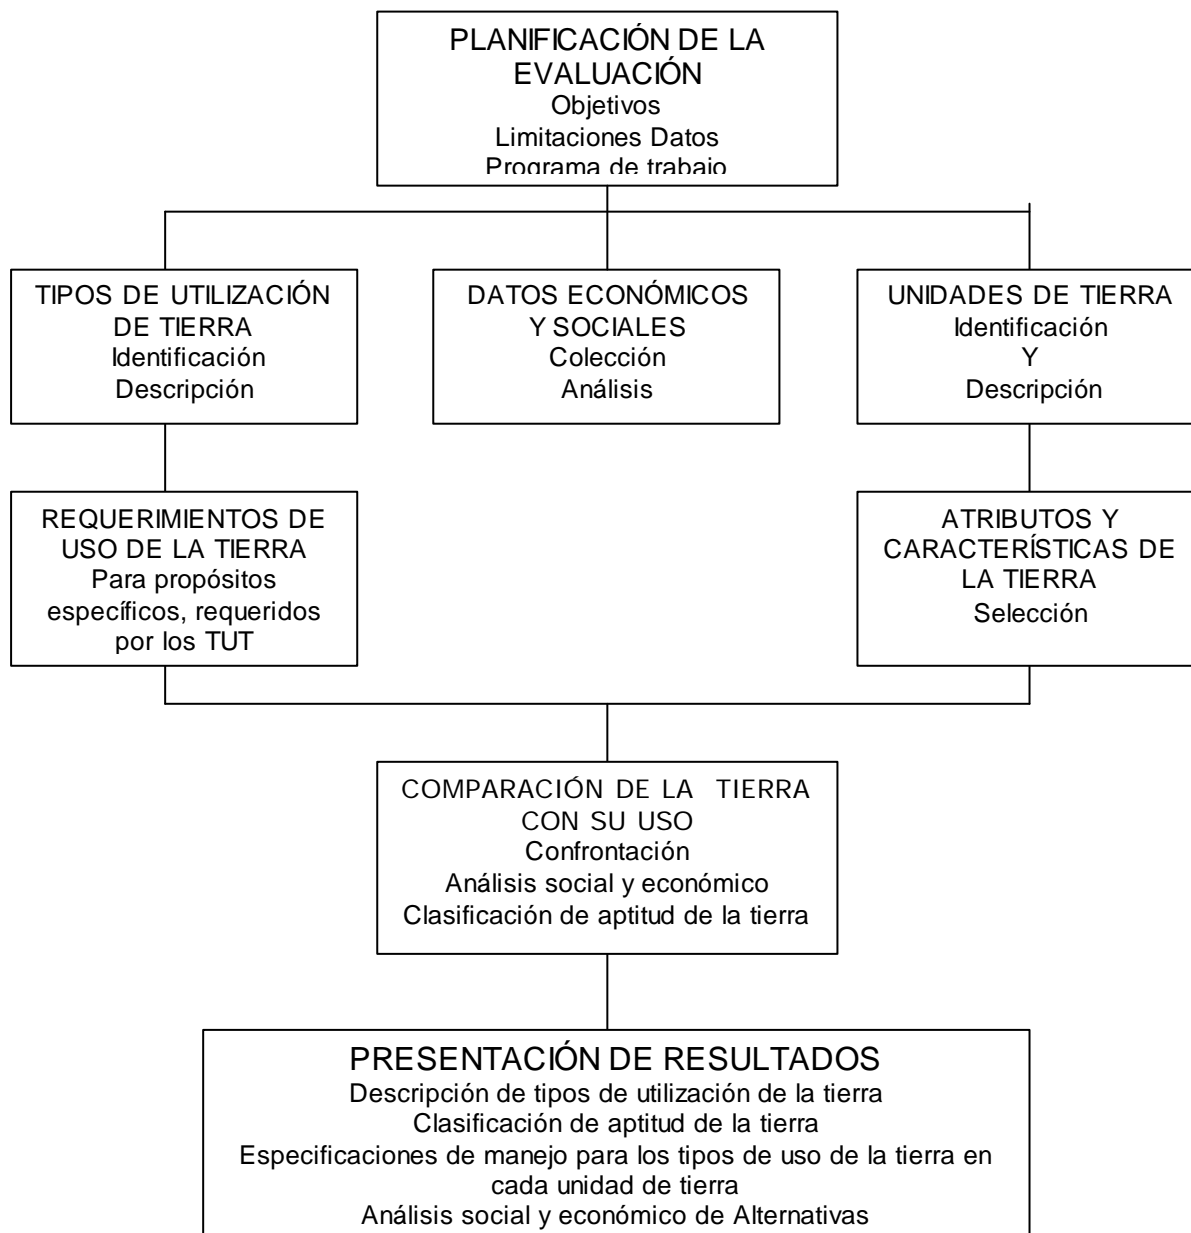 PLANIFICACIÓN DE LA
EVALUACIÓN
Objetivos
Limitaciones Datos
Programa de trabajo
TIPOS DE UTILIZACIÓN
DE TIERRA
Identificación
Descripción
DATOS ECONÓMICOS
Y SOCIALES
Colección
Análisis
UNIDADES DE TIERRA
Identificación
Y
Descripción
REQUERIMIENTOS DE
USO DE LA TIERRA
Para propósitos
específicos, requeridos
por los TUT
ATRIBUTOS Y
CARACTERÍSTICAS DE
LA TIERRA
Selección
COMPARACIÓN DE LA TIERRA
CON SU USO
Confrontación
Análisis social y económico
Clasificación de aptitud de la tierra
PRESENTACIÓN DE RESULTADOS
Descripción de tipos de utilización de la tierra
Clasificación de aptitud de la tierra
Especificaciones de manejo para los tipos de uso de la tierra en
cada unidad de tierra
Análisis social y económico de Alternativas